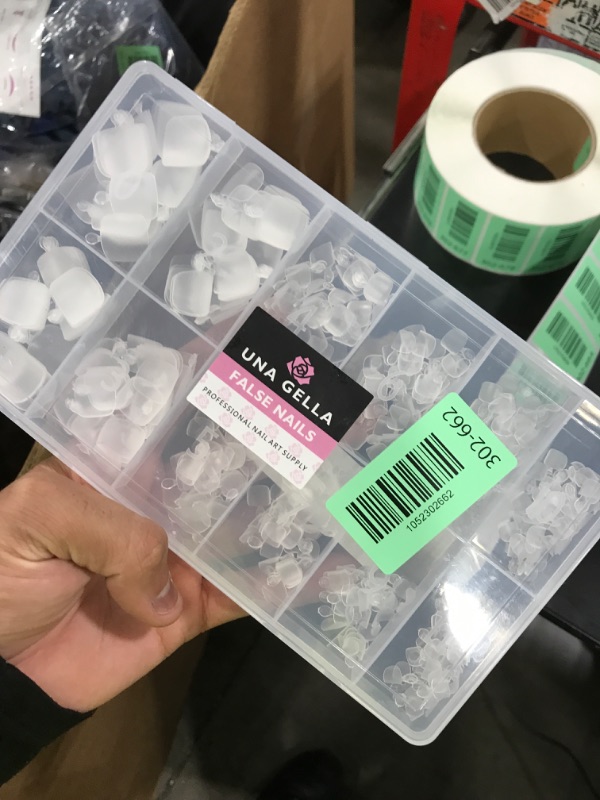 UNA GELLA
FALSE NAILS
PROFESSIONAL NAIL ART SUPPLY
302-662
1052302662